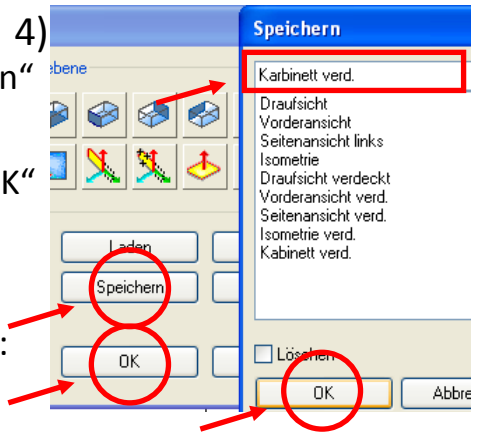 4)
n“
K“
:
ebene
Laden
Speichern
OK
Speichern
Karbinett verd.
Draufsicht
Vorderansicht
Seitenansicht links
Isometrie
Draufsicht verdeckt
Vorderansicht verd.
Seitenansicht verd.
Isometrie verd.
Kabinett verd.
Löschen
OK
Abbre